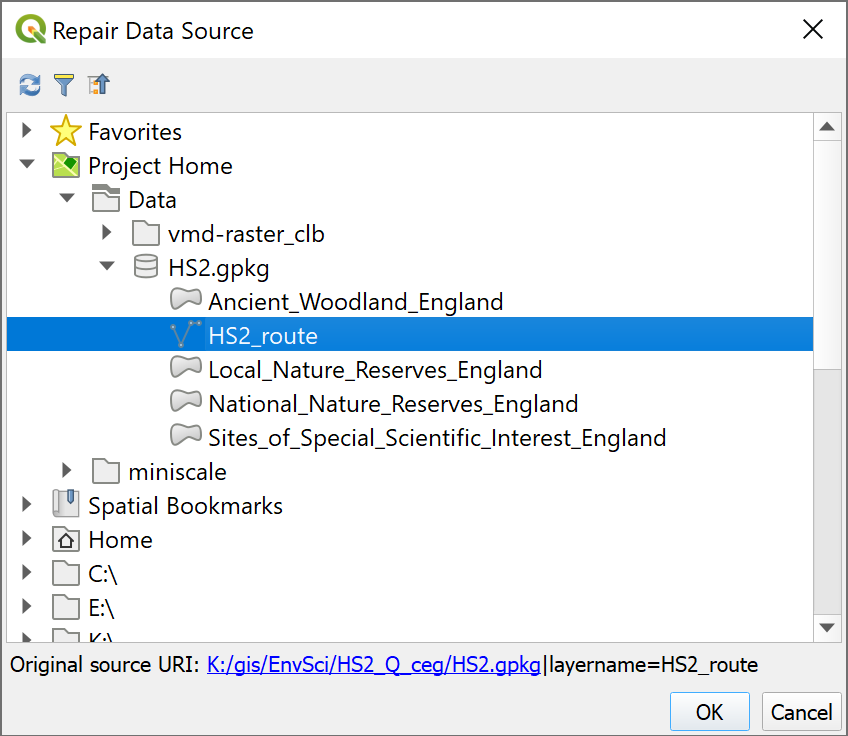 Repair Data Source
Favorites
Project Home
Data
vmd-raster_clb
HS2.gpkg
Ancient_Woodland_England
HS2_route
Local_Nature_Reserves_England
National_Nature_Reserves_England
Sites_of_Special_Scientific_Interest_England
miniscale
Spatial Bookmarks
Home
C:\
E:\
K:\
Original source URI: K:/gis/EnvSci/HS2_Q_ceg/HS2.gpkg|layername=HS2_route
OK Cancel